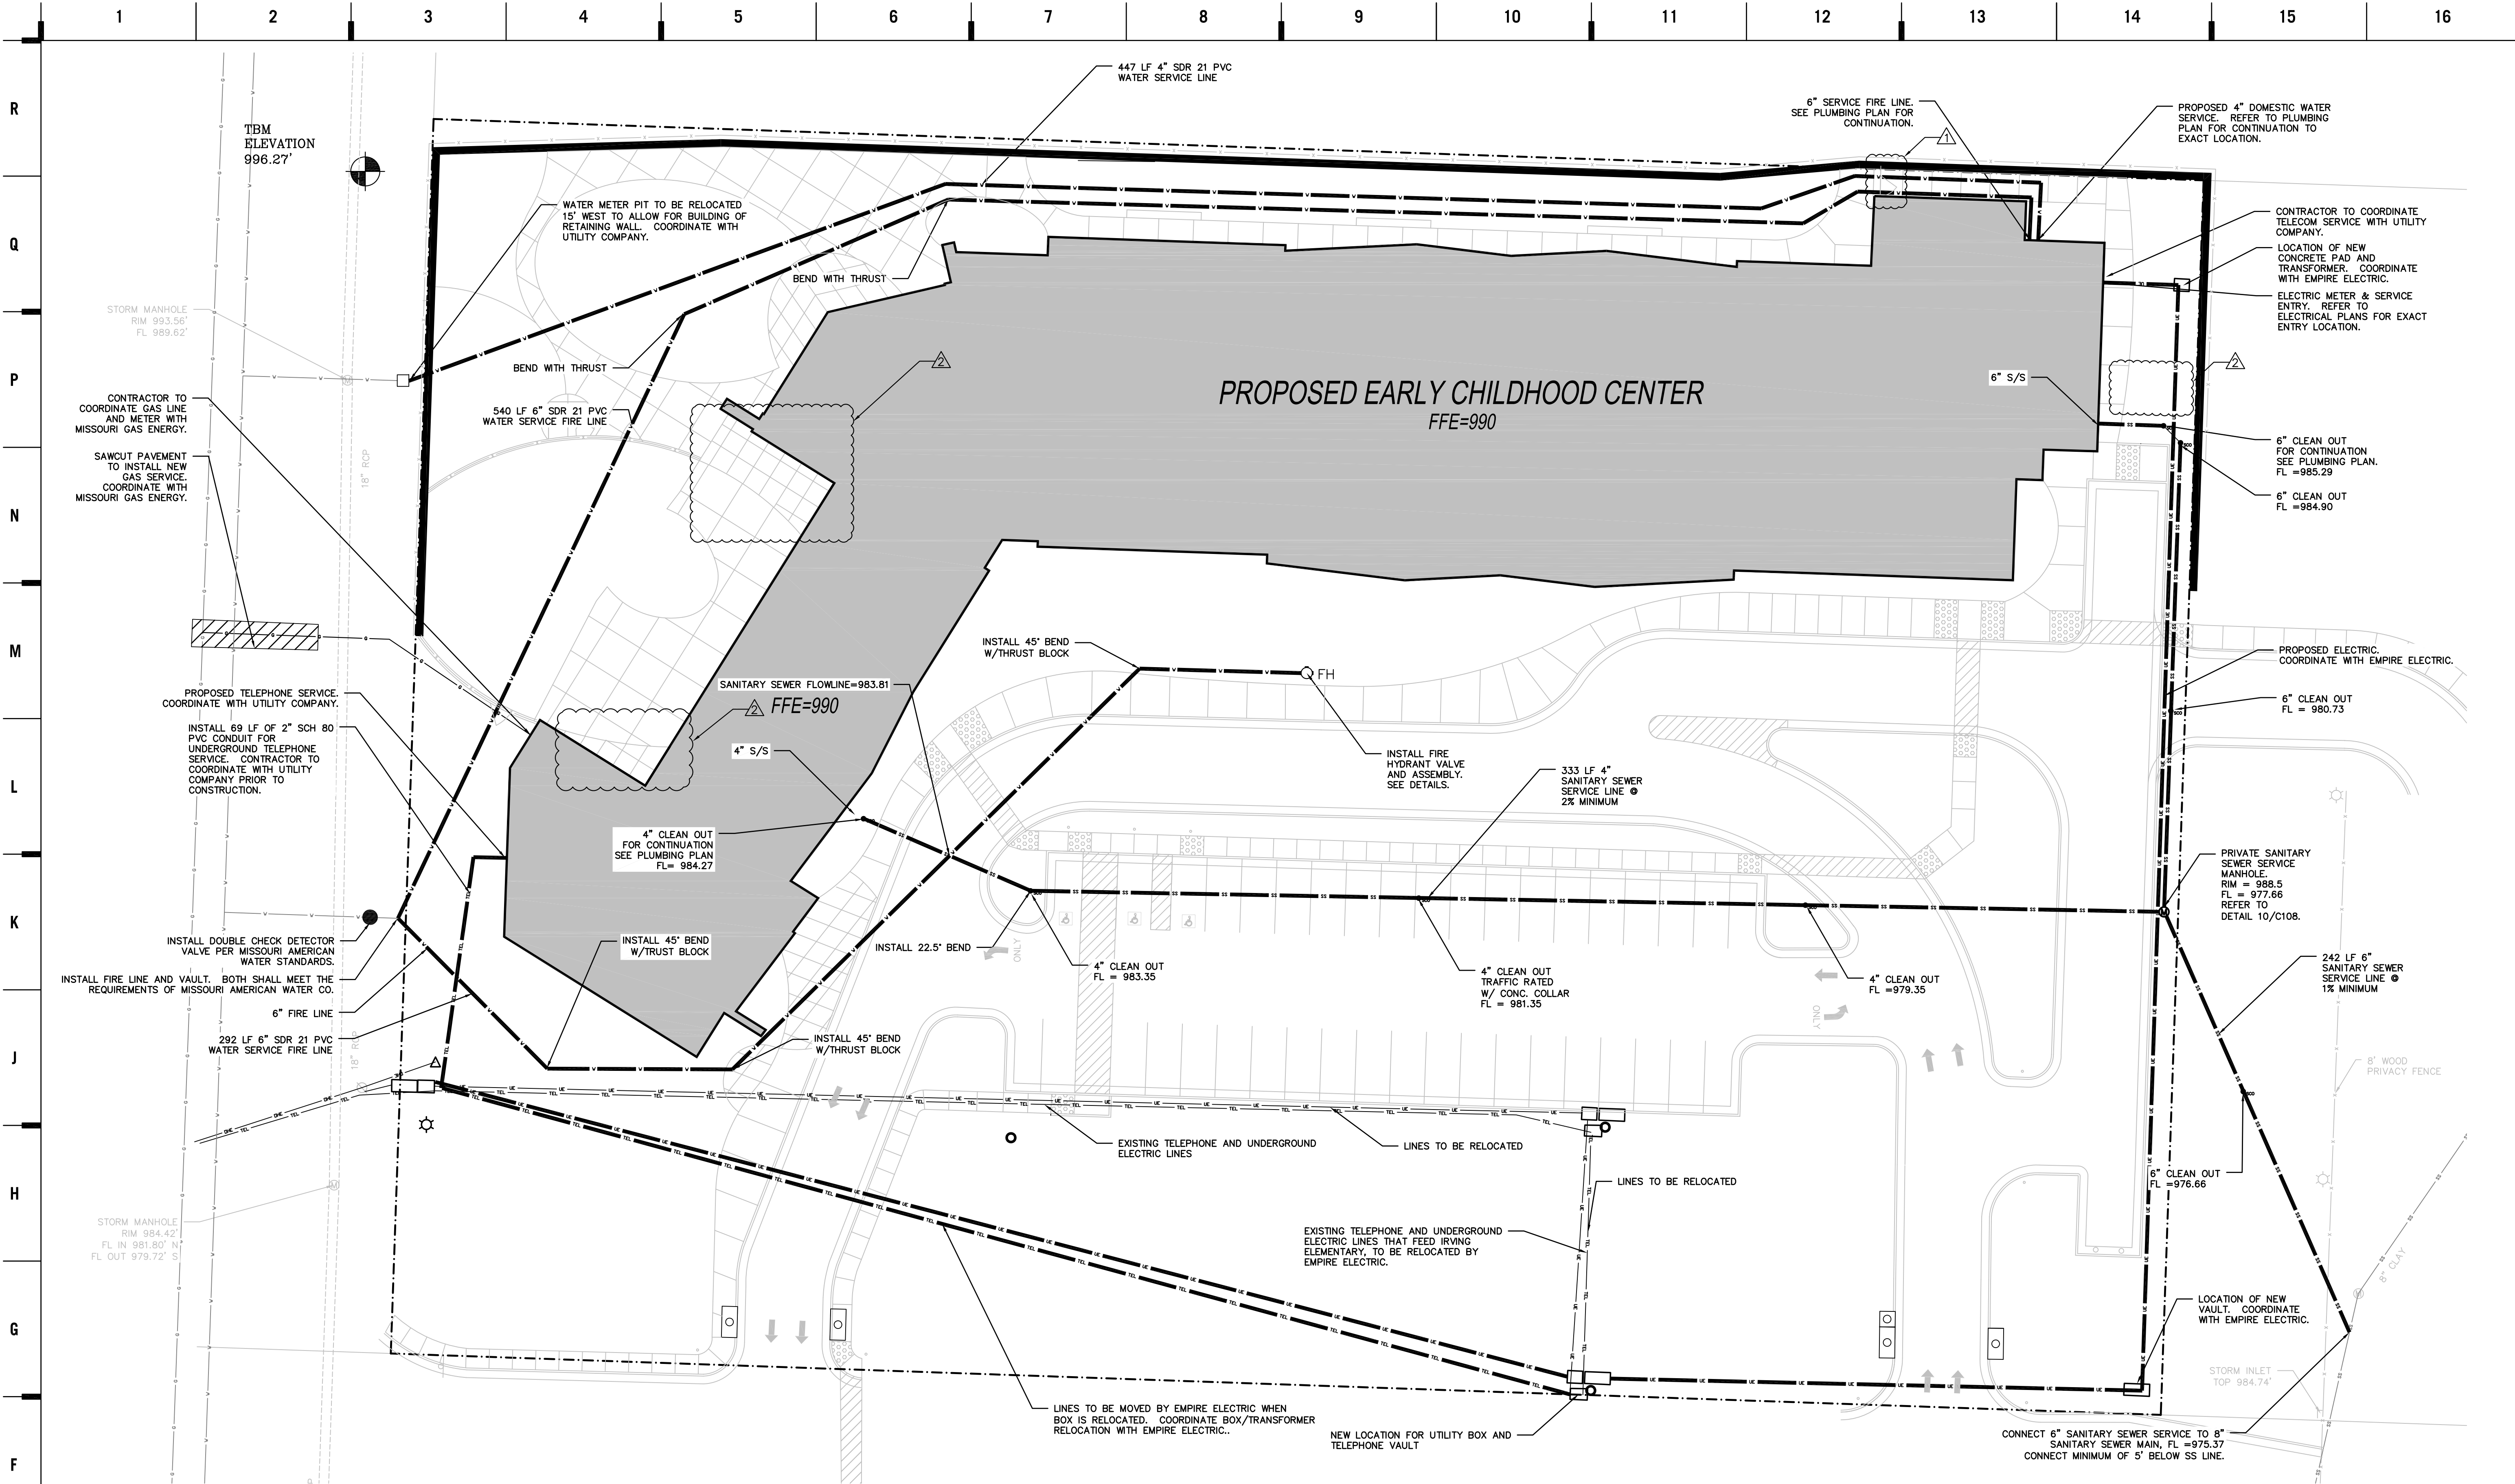 1 2 3 4 5 6 7 8 9 10 11 12 13 14 15 16
R
Q
P
N
M
L
K
J
H
G
F
447 LF 4" SDR 21 PVC
WATER SERVICE LINE
6" SERVICE FIRE LINE.
SEE PLUMBING PLAN FOR
CONTINUATION.
1
PROPOSED 4" DOMESTIC WATER
SERVICE. REFER TO PLUMBING
PLAN FOR CONTINUATION TO
EXACT LOCATION.
TBM
ELEVATION
996.27'
WATER METER PIT TO BE RELOCATED
15' WEST TO ALLOW FOR BUILDING OF
RETAINING WALL. COORDINATE WITH
UTILITY COMPANY.
CONTRACTOR TO COORDINATE
TELECOM SERVICE WITH UTILITY
COMPANY.
LOCATION OF NEW
CONCRETE PAD AND
TRANSFORMER. COORDINATE
WITH EMPIRE ELECTRIC.
ELECTRIC METER & SERVICE
ENTRY. REFER TO
ELECTRICAL PLANS FOR EXACT
ENTRY LOCATION.
BEND WITH THRUST
STORM MANHOLE
RIM 993.56'
FL 989.62'
BEND WITH THRUST
2
2
6" S/S
PROPOSED EARLY CHILDHOOD CENTER
FFE=990
CONTRACTOR TO
COORDINATE GAS LINE
AND METER WITH
MISSOURI GAS ENERGY.
540 LF 6" SDR 21 PVC
WATER SERVICE FIRE LINE
SAWCUT PAVEMENT
TO INSTALL NEW
GAS SERVICE.
COORDINATE WITH
MISSOURI GAS ENERGY.
18" RCP
6" CLEAN OUT
FOR CONTINUATION
SEE PLUMBING PLAN.
FL =985.29
6" CLEAN OUT
FL =984.90
INSTALL 45° BEND
W/THRUST BLOCK
FH
PROPOSED ELECTRIC.
COORDINATE WITH EMPIRE ELECTRIC.
SANITARY SEWER FLOWLINE=983.81
2
FFE=990
PROPOSED TELEPHONE SERVICE.
COORDINATE WITH UTILITY COMPANY.
6" CLEAN OUT
FL = 980.73
INSTALL 69 LF OF 2" SCH 80
PVC CONDUIT FOR
UNDERGROUND TELEPHONE
SERVICE. CONTRACTOR TO
COORDINATE WITH UTILITY
COMPANY PRIOR TO
CONSTRUCTION.
4" S/S
INSTALL FIRE
HYDRANT VALVE
AND ASSEMBLY.
SEE DETAILS.
333 LF 4"
SANITARY SEWER
SERVICE LINE @
2% MINIMUM
4" CLEAN OUT
FOR CONTINUATION
SEE PLUMBING PLAN
FL= 984.27
PRIVATE SANITARY
SEWER SERVICE
MANHOLE.
RIM = 988.5
FL = 977.66
REFER TO
DETAIL 10/C108.
INSTALL DOUBLE CHECK DETECTOR
VALVE PER MISSOURI AMERICAN
WATER STANDARDS.
INSTALL 45° BEND
W/TRUST BLOCK
INSTALL 22.5° BEND
ONLY
4" CLEAN OUT
FL = 983.35
4" CLEAN OUT
TRAFFIC RATED
W/ CONC. COLLAR
FL = 981.35
4" CLEAN OUT
FL =979.35
242 LF 6"
SANITARY SEWER
SERVICE LINE @
1% MINIMUM
INSTALL FIRE LINE AND VAULT. BOTH SHALL MEET THE
REQUIREMENTS OF MISSOURI AMERICAN WATER CO.
6" FIRE LINE
ONLY
292 LF 6" SDR 21 PVC
WATER SERVICE FIRE LINE
18" RCP
INSTALL 45° BEND
W/THRUST BLOCK
8' WOOD
PRIVACY FENCE
EXISTING TELEPHONE AND UNDERGROUND
ELECTRIC LINES
LINES TO BE RELOCATED
LINES TO BE RELOCATED
6" CLEAN OUT
FL =976.66
STORM MANHOLE
RIM 984.42'
FL IN 981.80' N
FL OUT 979.72' S
EXISTING TELEPHONE AND UNDERGROUND
ELECTRIC LINES THAT FEED IRVING
ELEMENTARY, TO BE RELOCATED BY
EMPIRE ELECTRIC.
8" CLAY
LOCATION OF NEW
VAULT. COORDINATE
WITH EMPIRE ELECTRIC.
STORM INLET
TOP 984.74'
LINES TO BE MOVED BY EMPIRE ELECTRIC WHEN
BOX IS RELOCATED. COORDINATE BOX/TRANSFORMER
RELOCATION WITH EMPIRE ELECTRIC..
NEW LOCATION FOR UTILITY BOX AND
TELEPHONE VAULT
CONNECT 6" SANITARY SEWER SERVICE TO 8"
SANITARY SEWER MAIN, FL =975.37
CONNECT MINIMUM OF 5' BELOW SS LINE.